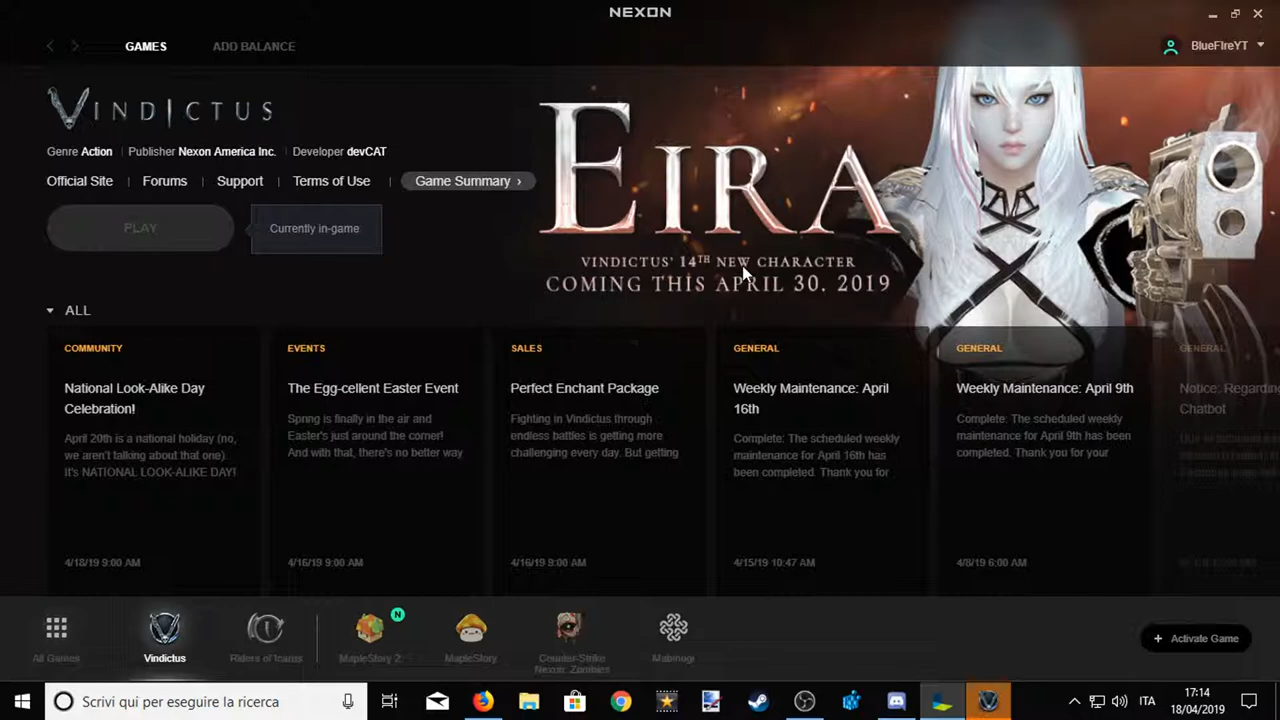 NEXON
GAMES
ADD BALANCE
BlueFIreYT
VINDICTUS
Genre Action
Publisher Nexon America Inc.
Developer devCAT
Official Site
Forums
Support
Terms of Use
Game Summary ›
PLAY
Currently in-game
EIRA
VINDICTUS' 14TH NEW CHARACTER
COMING THIS APRIL 30, 2019
ALL
COMMUNITY
National Look-Alike Day
Celebration!
April 20th is a national holiday (no,
we aren't talking about that one).
It's NATIONAL LOOK-ALIKE DAY!
4/18/19 9:00 AM
EVENTS
The Egg-cellent Easter Event
Spring is finally in the air and
Easter's just around the corner!
And with that, there's no better way
4/16/19 9:00 AM
SALES
Perfect Enchant Package
Fighting in Vindictus through
endless battles is getting more
challenging every day. But getting
4/16/19 9:00 AM
GENERAL
Weekly Maintenance: April
16th
Complete: The scheduled weekly
maintenance for April 16th has
been completed. Thank you for
4/15/19 10:47 AM
GENERAL
Weekly Maintenance: April 9th
Complete: The scheduled weekly
maintenance for April 9th has been
completed. Thank you for your
4/8/19 6:00 AM
GENERAL
Notice: Regarding
Chatbot
All Games
Vindictus
Riders of Icarus
N
MapleStory 2
MapleStory
Counter-Strike
Nexon: Zombies
Mabinogi
+ Activate Game
Scrivi qui per eseguire la ricerca
ITA
17:14
18/04/2019